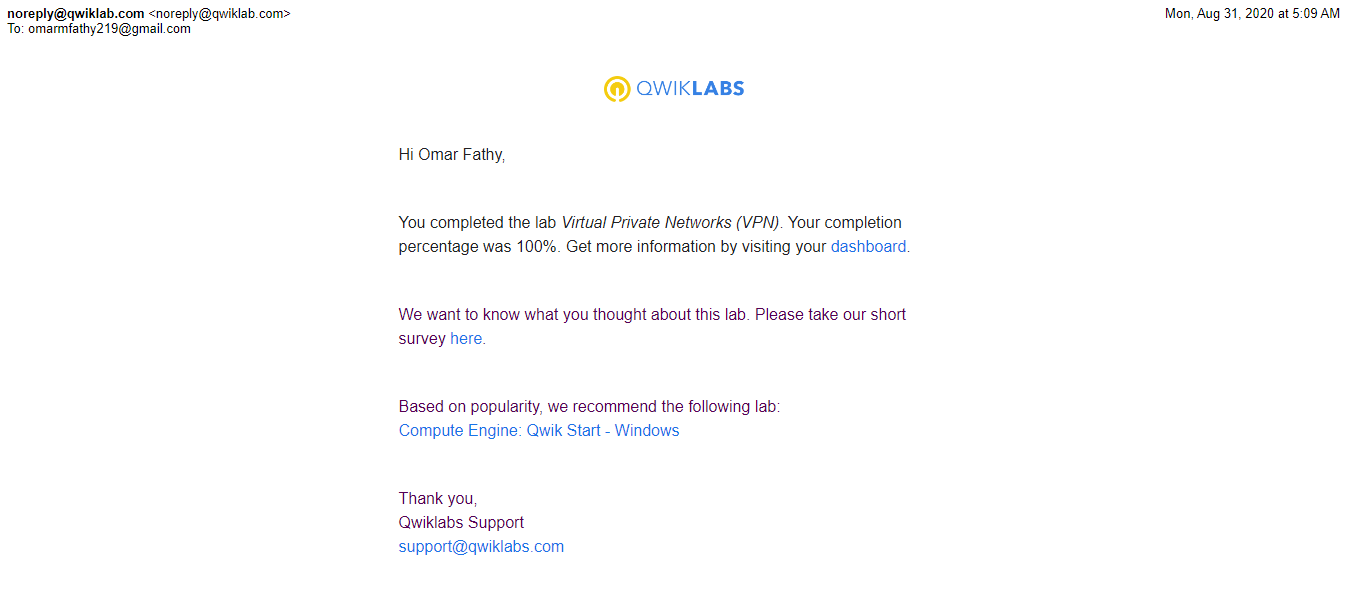 noreply@qwiklab.com <noreply@qwiklab.com>
Mon, Aug 31, 2020 at 5:09 AM
To: omarmfathy219@gmail.com
QWIKLABS
Hi Omar Fathy,
You completed the lab Virtual Private Networks (VPN). Your completion
percentage was 100%. Get more information by visiting your dashboard.
We want to know what you thought about this lab. Please take our short
survey here.
Based on popularity, we recommend the following lab:
Compute Engine: Qwik Start - Windows
Thank you,
Qwiklabs Support
support@qwiklabs.com